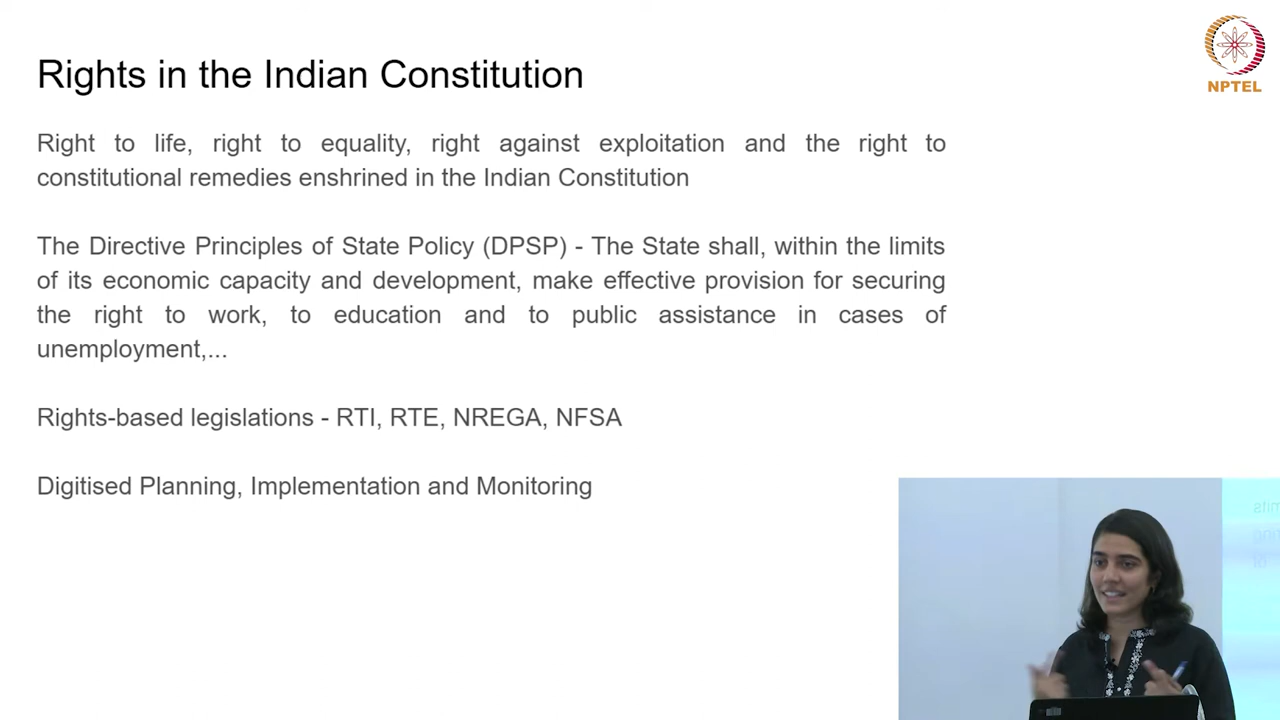 NPTEL
Rights in the Indian Constitution
Right to life, right to equality, right against exploitation and the right to
constitutional remedies enshrined in the Indian Constitution
The Directive Principles of State Policy (DPSP) - The State shall, within the limits
of its economic capacity and development, make effective provision for securing
the right to work, to education and to public assistance in cases of
unemployment,...
Rights-based legislations - RTI, RTE, NREGA, NFSA
Digitised Planning, Implementation and Monitoring